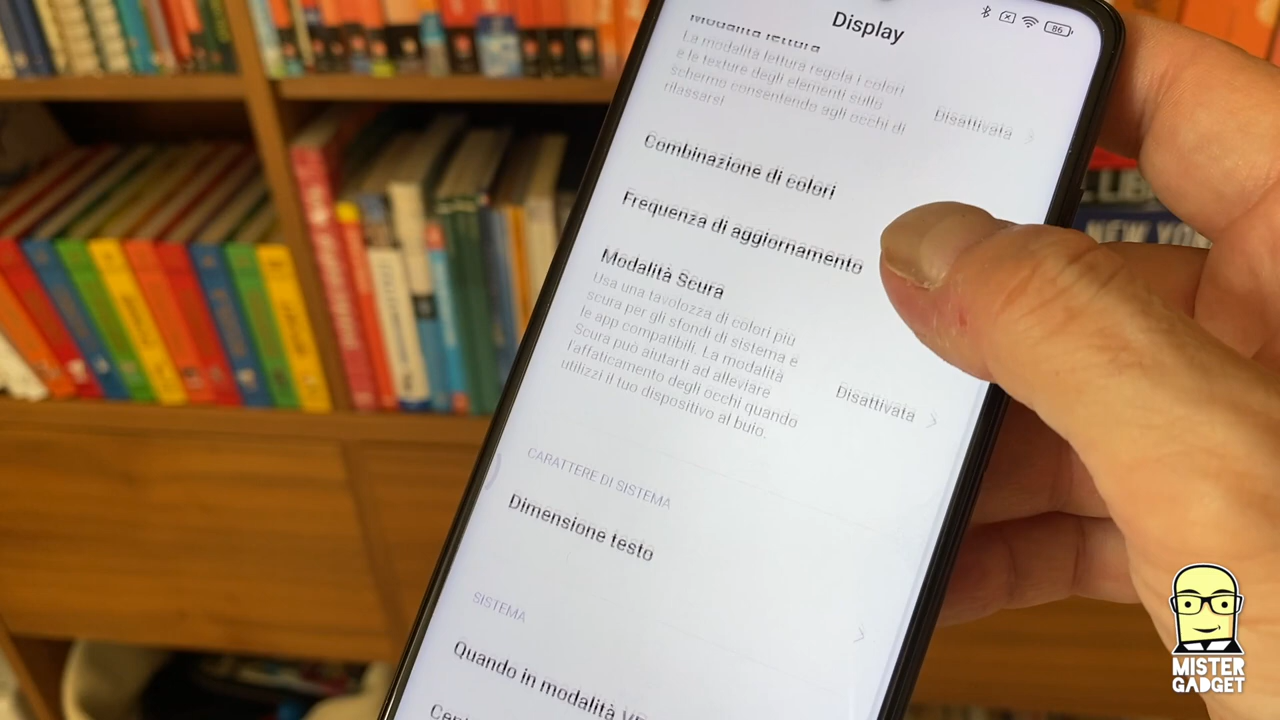 Display
86
Modalità lettura
La modalità lettura regola i colori
e le texture degli elementi sullo
schermo consentendo agli occhi di
rilassarsi
Disattivata
Combinazione di colori
Frequenza di aggiornamento
Modalità Scura
Usa una tavolozza di colori più
scura per gli sfondi di sistema e
le app compatibili. La modalità
Scura può aiutarti ad alleviare
l'affaticamento degli occhi quando
utilizzi il tuo dispositivo al buio.
Disattivata
CARATTERE DI SISTEMA
Dimensione testo
SISTEMA
Quando in modalità
NEW YO
MISTER
GADGET